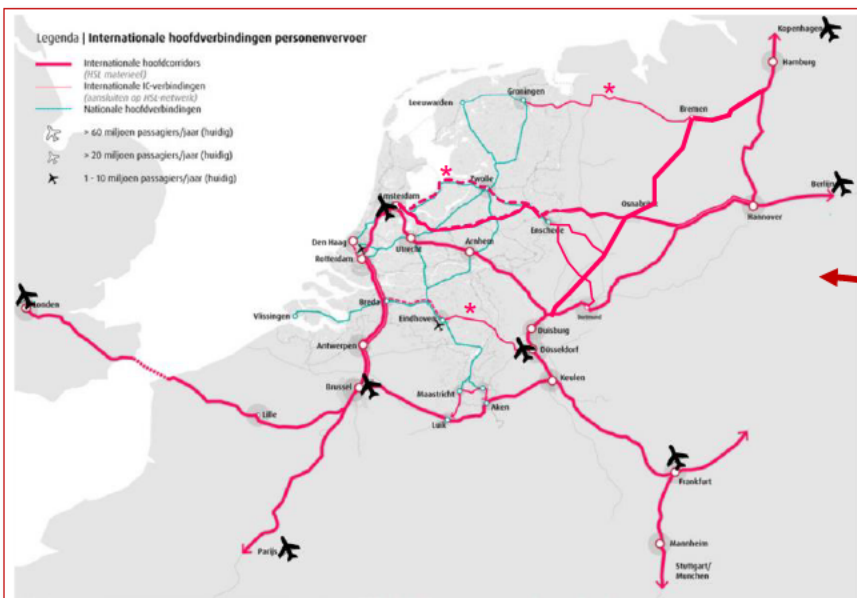 Legenda | Internationale hoofdverbindingen personenvervoer
Internationale hoofdcorridors
(HSL materieel)
Internationale IC-verbindingen
(aansluiten op HSL-netwerk)
Nationale hoofdverbindingen
> 60 miljoen passagiers/jaar (huidig)
> 20 miljoen passagiers/jaar (huidig)
1 - 10 miljoen passagiers/jaar (huidig)
Kopenhagen
Hamburg
Groningen
*
Leeuwarden
Bremen
*
Zwolle
Amsterdam
Berlijn
Osnabrück
Hannover
Enschede
Den Haag
Utrecht
Arnhem
Rotterdam
Londen
Breda
*
Vlissingen
Eindhoven
Dortmund
Duisburg
Antwerpen
Düsseldorf
Brussel
Keulen
Maastricht
Aken
Lille
Luik
Frankfurt
Parijs
Mannheim
Stuttgart/
Munchen